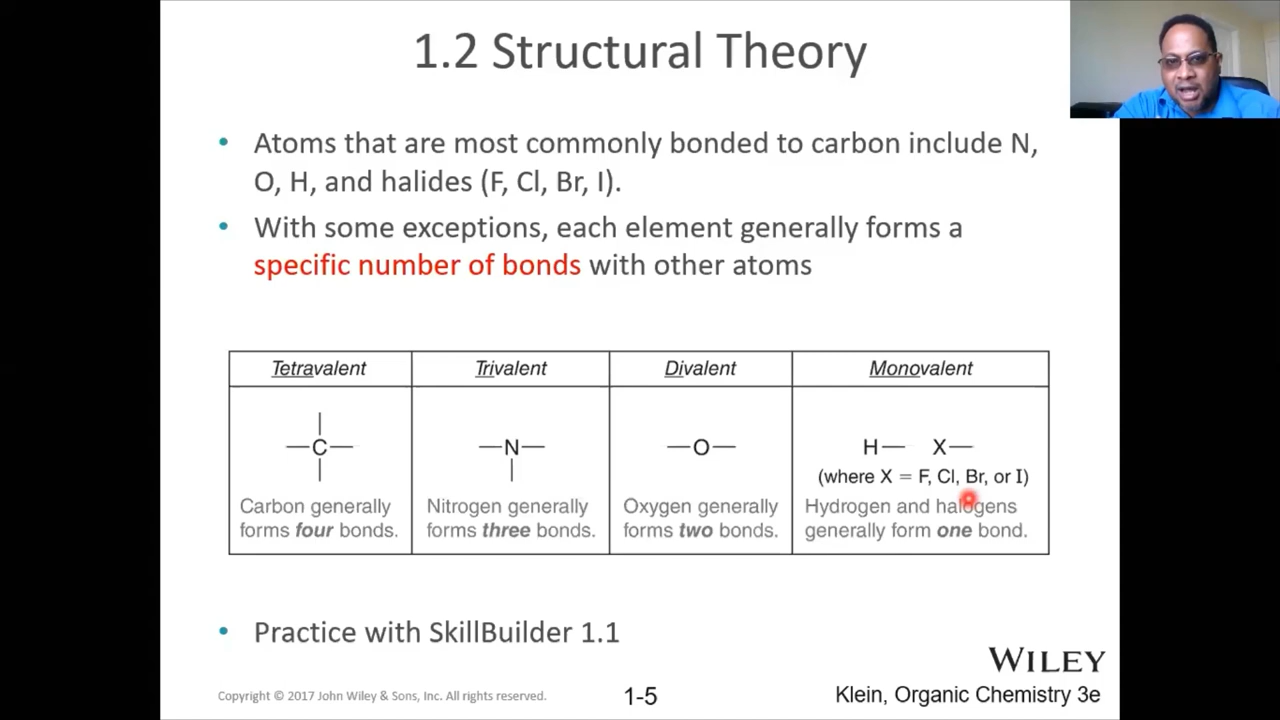 1.2 Structural Theory
• Atoms that are most commonly bonded to carbon include N,
O, H, and halides (F, Cl, Br, I).
• With some exceptions, each element generally forms a
specific number of bonds with other atoms
Tetravalent
Trivalent
Divalent
Monovalent
C
N
O
H X
(where X = F, Cl, Br, or I)
Carbon generally
forms four bonds.
Nitrogen generally
forms three bonds.
Oxygen generally
forms two bonds.
Hydrogen and halogens
generally form one bond.
• Practice with SkillBuilder 1.1
WILEY
Copyright © 2017 John Wiley & Sons, Inc. All rights reserved.
1-5
Klein, Organic Chemistry 3e